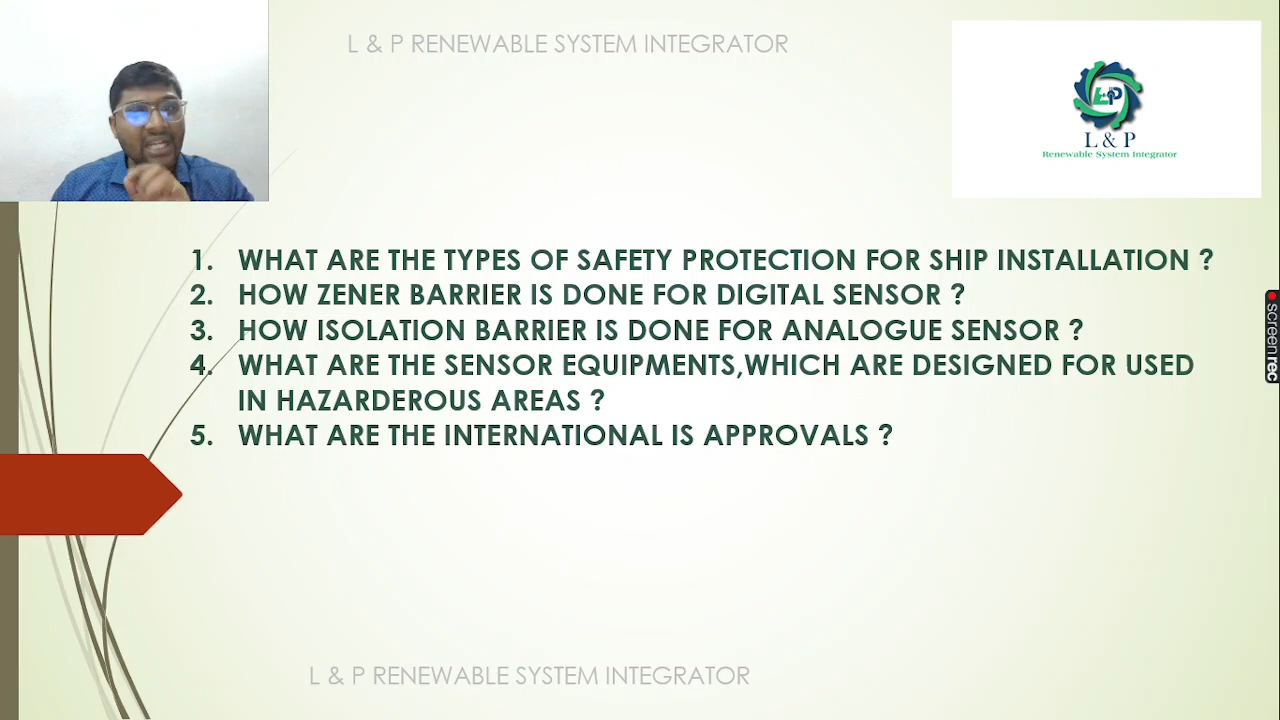 L & P RENEWABLE SYSTEM INTEGRATOR
L&P
L & P
Renewable System Integrator
1. WHAT ARE THE TYPES OF SAFETY PROTECTION FOR SHIP INSTALLATION ?
2. HOW ZENER BARRIER IS DONE FOR DIGITAL SENSOR ?
3. HOW ISOLATION BARRIER IS DONE FOR ANALOGUE SENSOR ?
4. WHAT ARE THE SENSOR EQUIPMENTS,WHICH ARE DESIGNED FOR USED
IN HAZARDEROUS AREAS ?
5. WHAT ARE THE INTERNATIONAL IS APPROVALS ?
screenrec
L & P RENEWABLE SYSTEM INTEGRATOR